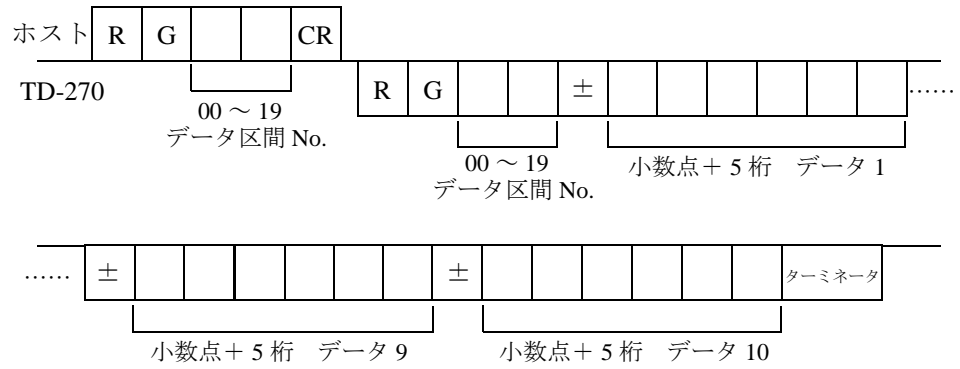 ホスト R G CR
TD-270 R G ± ……
00 ~ 19
データ区間 No.
00 ~ 19
データ区間 No.
小数点+ 5 桁 データ 1
…… ± ± ターミネータ
小数点+ 5 桁 データ 9 小数点+ 5 桁 データ 10